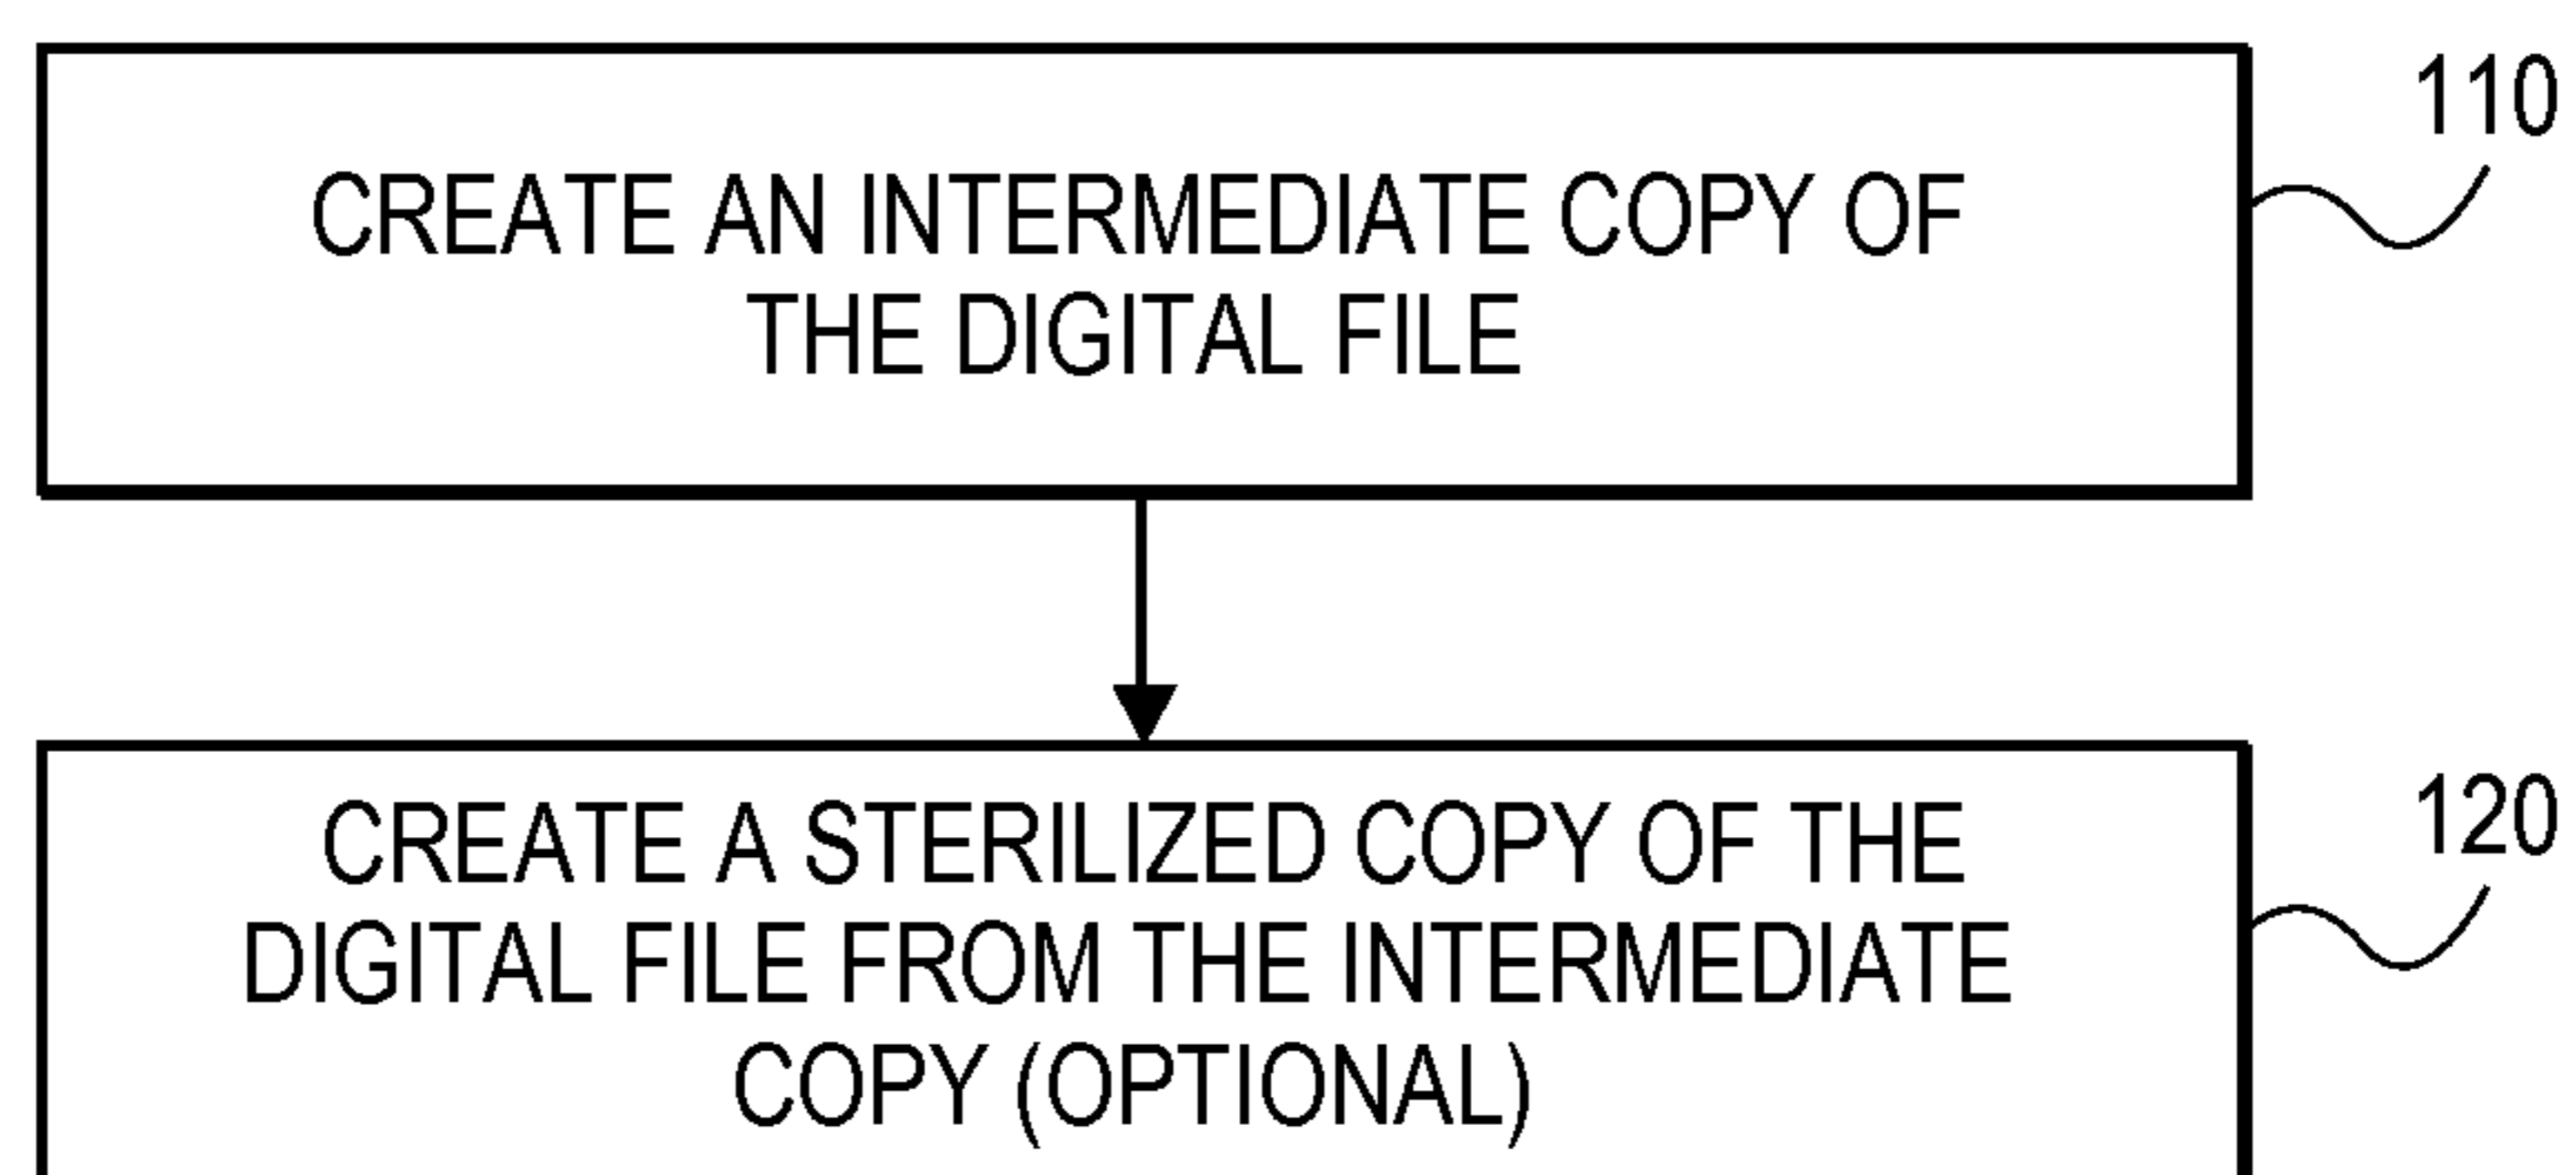 110
CREATE AN INTERMEDIATE COPY OF
THE DIGITAL FILE
120
CREATE A STERILIZED COPY OF THE
DIGITAL FILE FROM THE INTERMEDIATE
COPY (OPTIONAL)